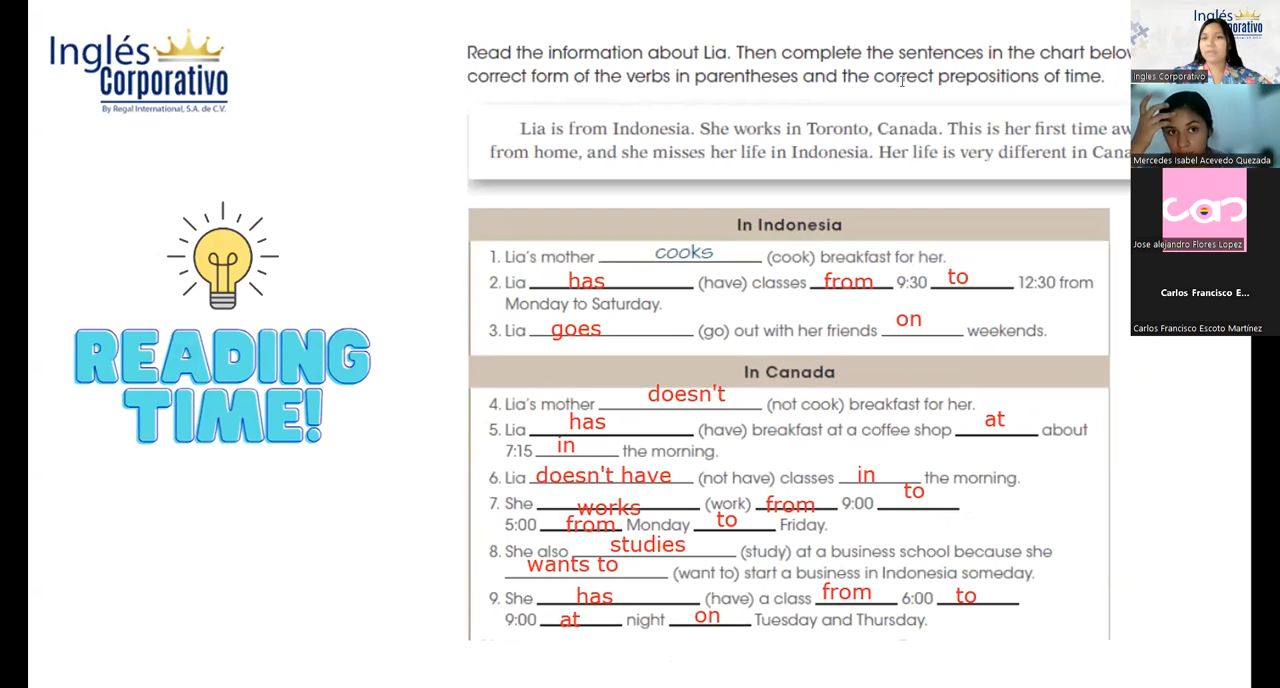 Inglés
Corporativo
By Regal International, S.A. de C.V.
READING
TIME!
Read the information about Lia. Then complete the sentences in the chart
correct form of the verbs in parentheses and the correct prepositions of time.
Lia is from Indonesia. She works in Toronto, Canada. This is her first time
from home, and she misses her life in Indonesia. Her life is very different in
In Indonesia
1. Lia's mother cooks (cook) breakfast for her.
2. Lia has (have) classes from 9:30 to 12:30 from
Monday to Saturday.
3. Lia goes (go) out with her friends on weekends.
In Canada
4. Lia's mother doesn't (not cook) breakfast for her.
5. Lia has (have) breakfast at a coffee shop at about
7:15 in the morning.
6. Lia doesn't have (not have) classes in the morning.
7. She works (work) from 9:00 to
5:00 from Monday to Friday.
8. She also studies (study) at a business school because she
wants to (want to) start a business in Indonesia someday.
9. She has (have) a class from 6:00 to
9:00 at night on Tuesday and Thursday.
Inglés
Ingles Corporativo
Mercedes Isabel Acevedo Quezada
cas
Jose alejandro Flores Lopez
Carlos Francisco E...
Carlos Francisco Escoto Martínez